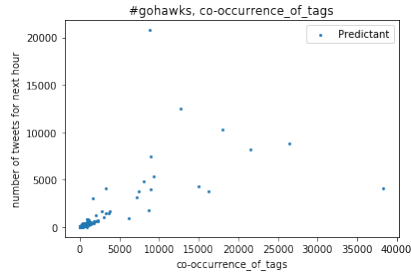 #gohawks, co-occurrence_of_tags
Predictant
number of tweets for next hour
20000
15000
10000
5000
0
0 5000 10000 15000 20000 25000 30000 35000 40000
co-occurrence_of_tags